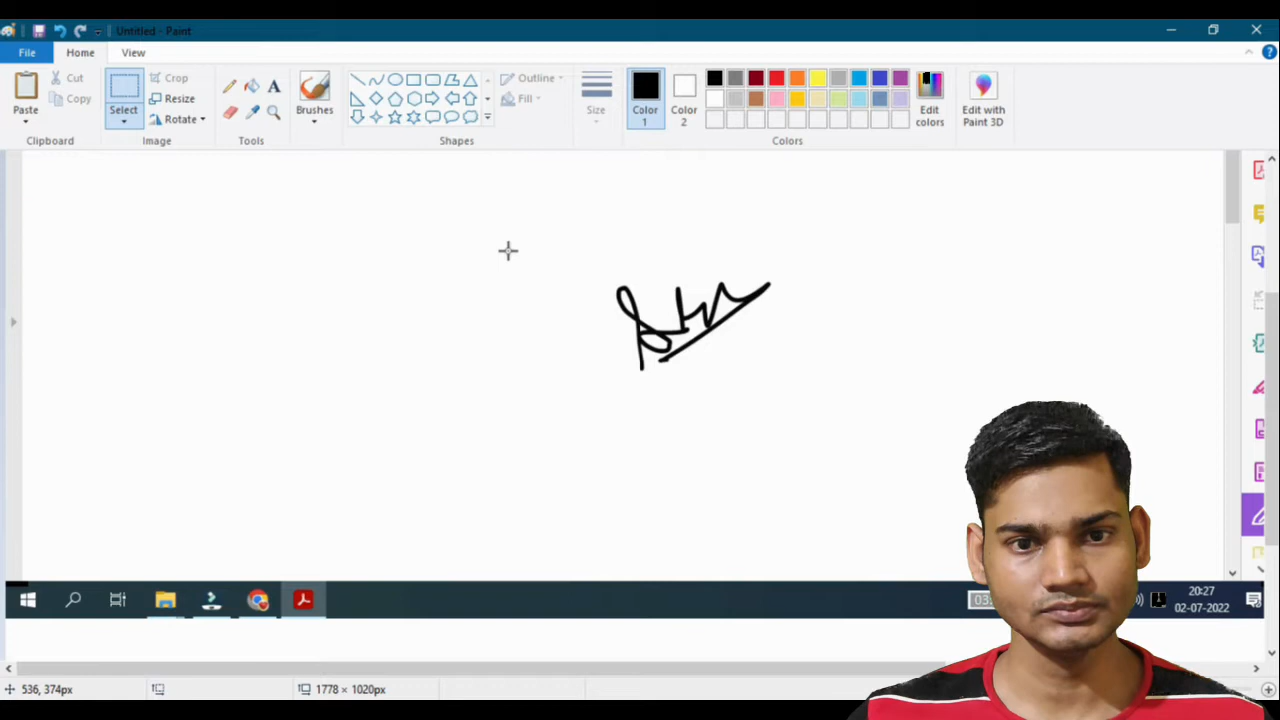 Untitled - Paint
File
Home
View
Paste
Cut
Copy
Clipboard
Select
Crop
Resize
Rotate
Image
Tools
Brushes
Shapes
Outline
Fill
Size
Color
1
Color
2
Edit
colors
Colors
Edit with
Paint 3D
20:27
02-07-2022
536, 374px
1778 × 1020px